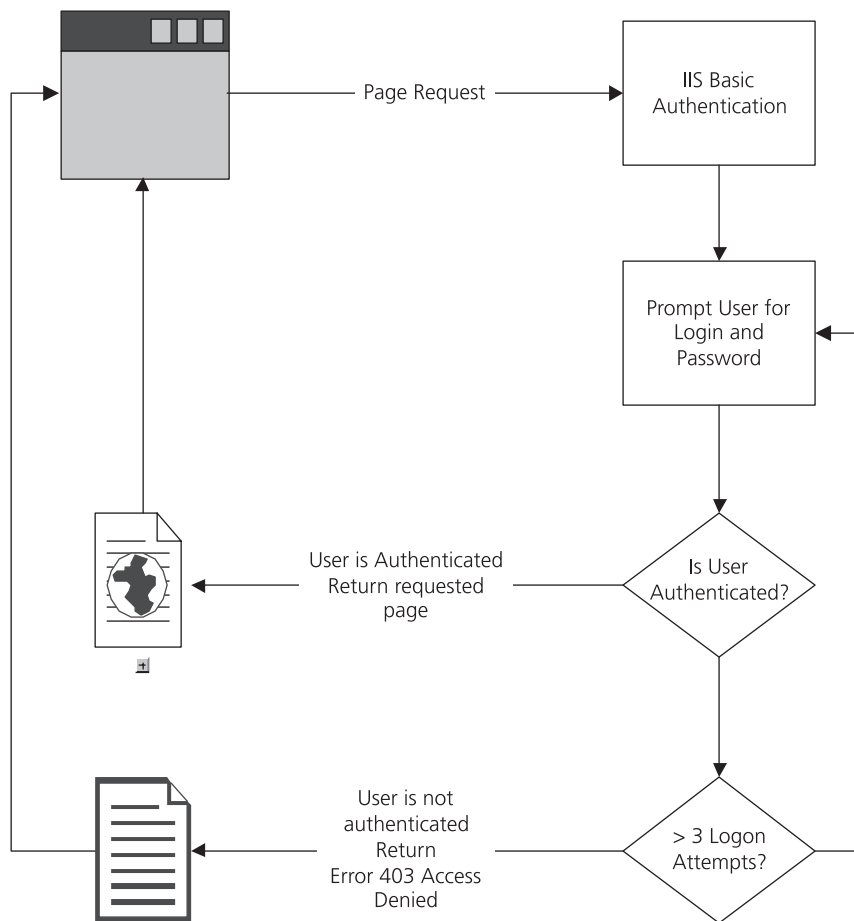 Page Request
IIS Basic
Authentication
Prompt User for
Login and
Password
Is User
Authenticated?
User is Authenticated
Return requested
page
> 3 Logon
Attempts?
User is not
authenticated
Return
Error 403 Access
Denied